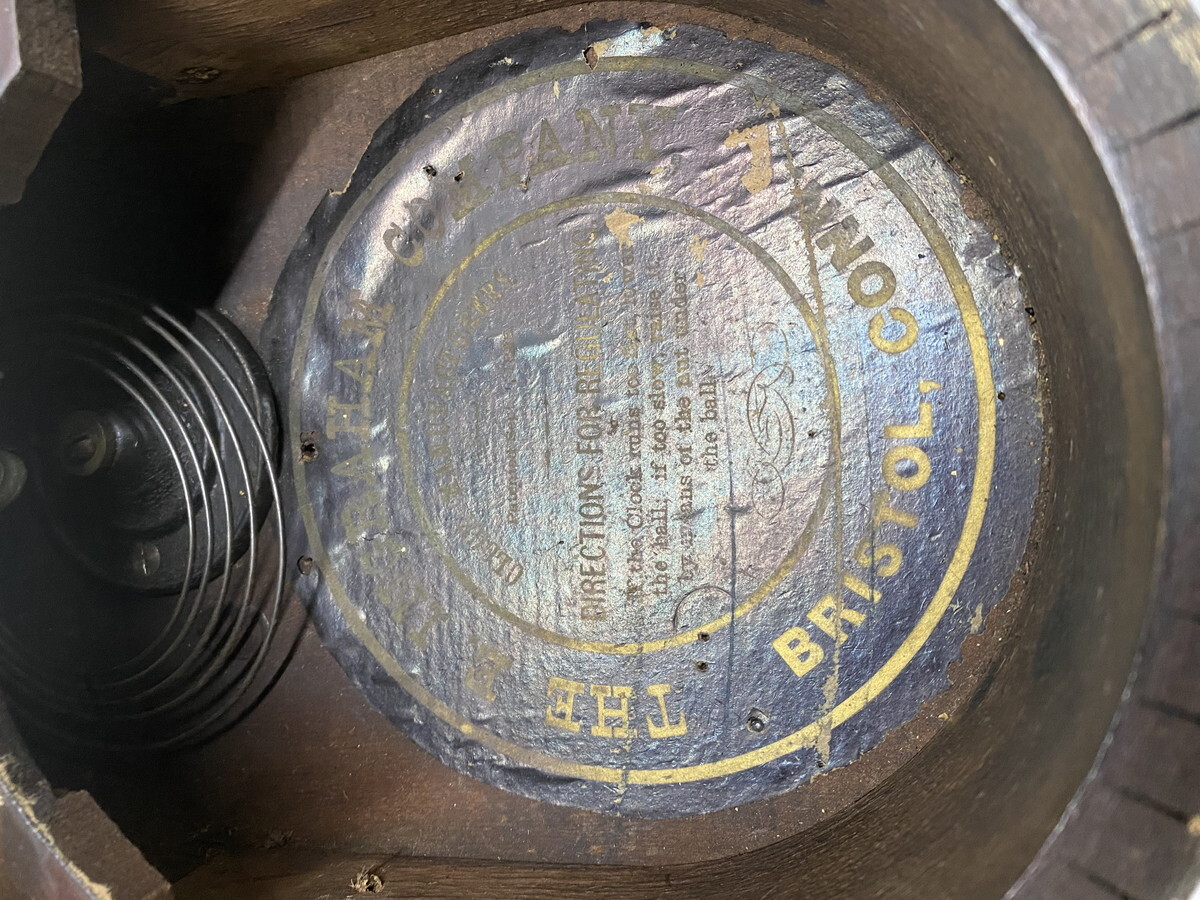 THE E. INGRAHAM COMPANY
BRISTOL, CONN.
DIRECTIONS FOR REGULATING.
If the Clock runs too fast, lower
the ball; if too slow, raise it
by means of the nut under
the ball.